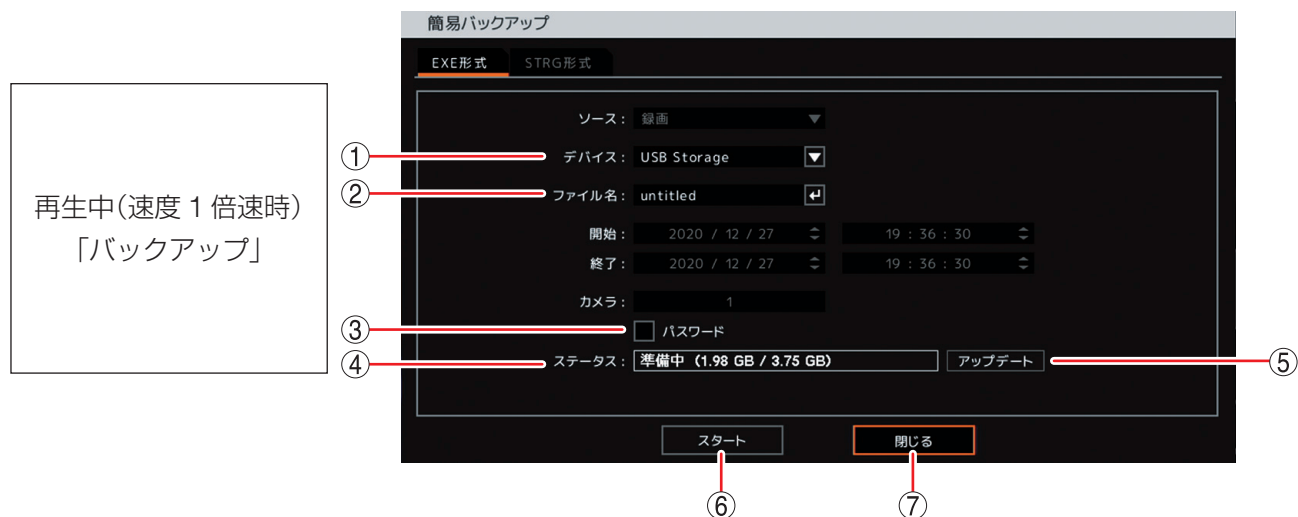 簡易バックアップ
EXE形式 STRG形式
再生中(速度1倍速時)
「バックアップ」
ソース: 録画 ▼
① デバイス: USB Storage ▼
② ファイル名: untitled ↵
開始: 2020 / 12 / 27 19 : 36 : 30
終了: 2020 / 12 / 27 19 : 36 : 30
カメラ: 1
③ パスワード
④ ステータス: 準備中 (1.98 GB / 3.75 GB) アップデート ⑤
スタート 閉じる
⑥ ⑦